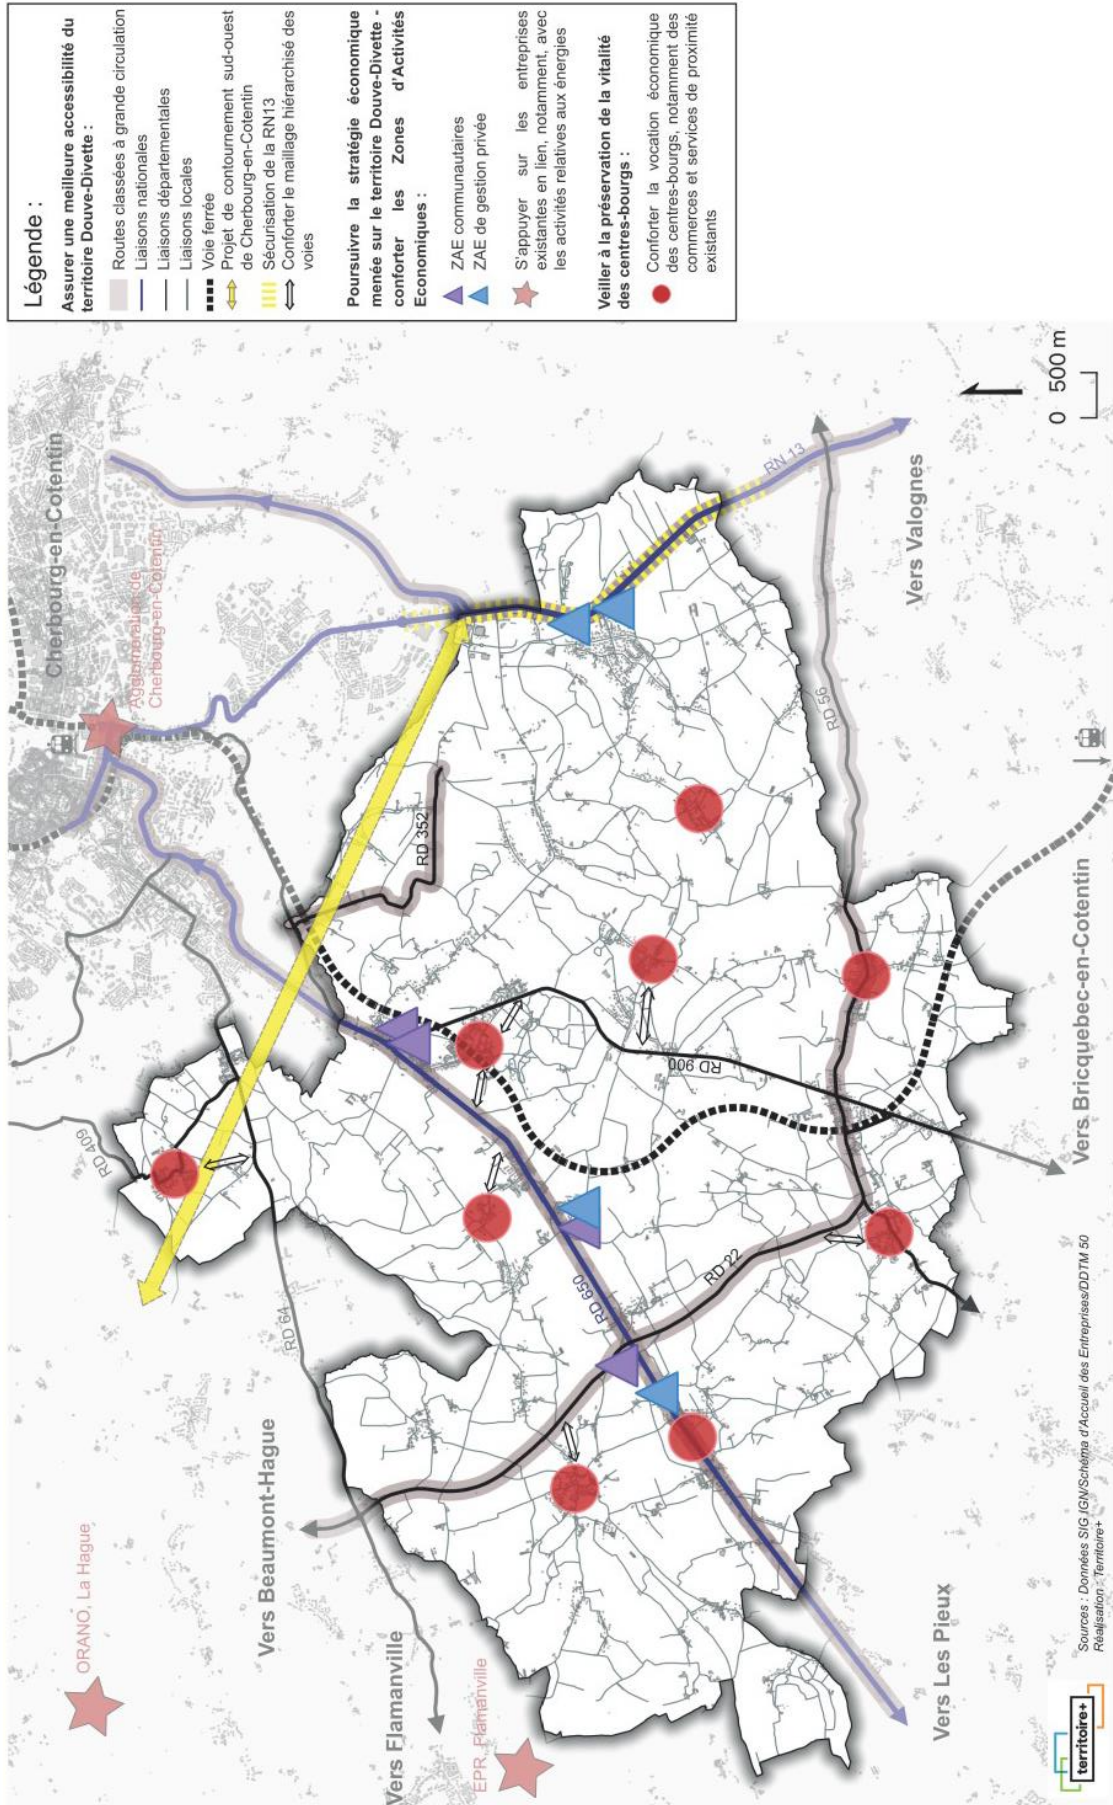 Légende :
Assurer une meilleure accessibilité du
territoire Douve-Divette :
Routes classées à grande circulation
Liaisons nationales
Liaisons départementales
Liaisons locales
Voie ferrée
Projet de contournement sud-ouest
de Cherbourg-en-Cotentin
Sécurisation de la RN13
Conforter le maillage hiérarchisé des
voies
Poursuivre la stratégie économique
menée sur le territoire Douve-Divette -
conforter les Zones d'Activités
Economiques :
ZAE communautaires
ZAE de gestion privée
S'appuyer sur les entreprises
existantes en lien, notamment, avec
les activités relatives aux énergies
Veiller à la préservation de la vitalité
des centres-bourgs :
Conforter la vocation économique
des centres-bourgs, notamment des
commerces et services de proximité
existants
ORANO, La Hague
Cherbourg-en-Cotentin
Agglomération de
Cherbourg-en-Cotentin
RD 409
Vers Beaumont-Hague
RD 64
RD 352
Vers Flamanville
EPR, Flamanville
RD 650
RD 22
RD 900
RN 13
RD 56
Vers Les Pieux
Vers Bricquebec-en-Cotentin
Vers Valognes
0 500 m
territoire+
Sources : Données SIG IGN/Schéma d'Accueil des Entreprises/DDTM 50
Réalisation : Territoire+